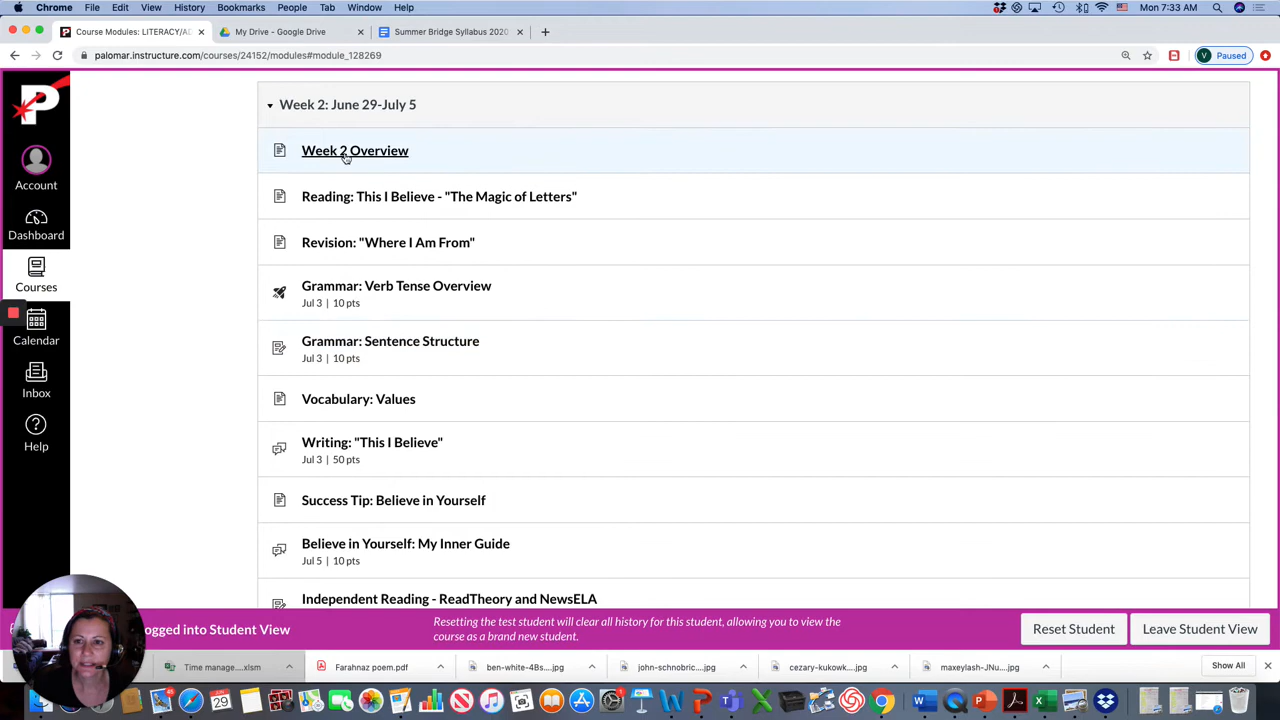 Chrome File Edit View History Bookmarks People Tab Window Help Mon 7:33 AM
Course Modules: LITERACY/AD
My Drive - Google Drive
Summer Bridge Syllabus 2020
palomar.instructure.com/courses/24152/modules#module_128269
V Paused
P
Account
Dashboard
Courses
Calendar
Inbox
Help
Week 2: June 29-July 5
Week 2 Overview
Reading: This I Believe - "The Magic of Letters"
Revision: "Where I Am From"
Grammar: Verb Tense Overview
Jul 3 | 10 pts
Grammar: Sentence Structure
Jul 3 | 10 pts
Vocabulary: Values
Writing: "This I Believe"
Jul 3 | 50 pts
Success Tip: Believe in Yourself
Believe in Yourself: My Inner Guide
Jul 5 | 10 pts
Independent Reading - ReadTheory and NewsELA
logged into Student View
Resetting the test student will clear all history for this student, allowing you to view the
course as a brand new student.
Reset Student
Leave Student View
Time manage....xlsm
Farahnaz poem.pdf
ben-white-4Bs....jpg
john-schnobric....jpg
cezary-kukowk....jpg
maxeylash-JNu....jpg
Show All